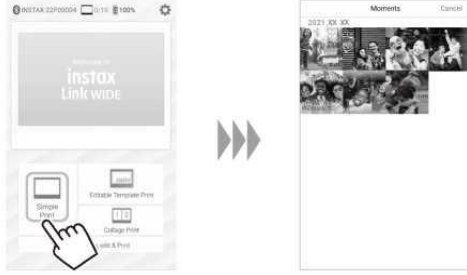 INSTAX-22P00004 0/10 100%
Welcome to
instax
Link WIDE
Simple
Print
Editable Template Print
Collage Print
& Print
Moments Cancel
2021 XX XX